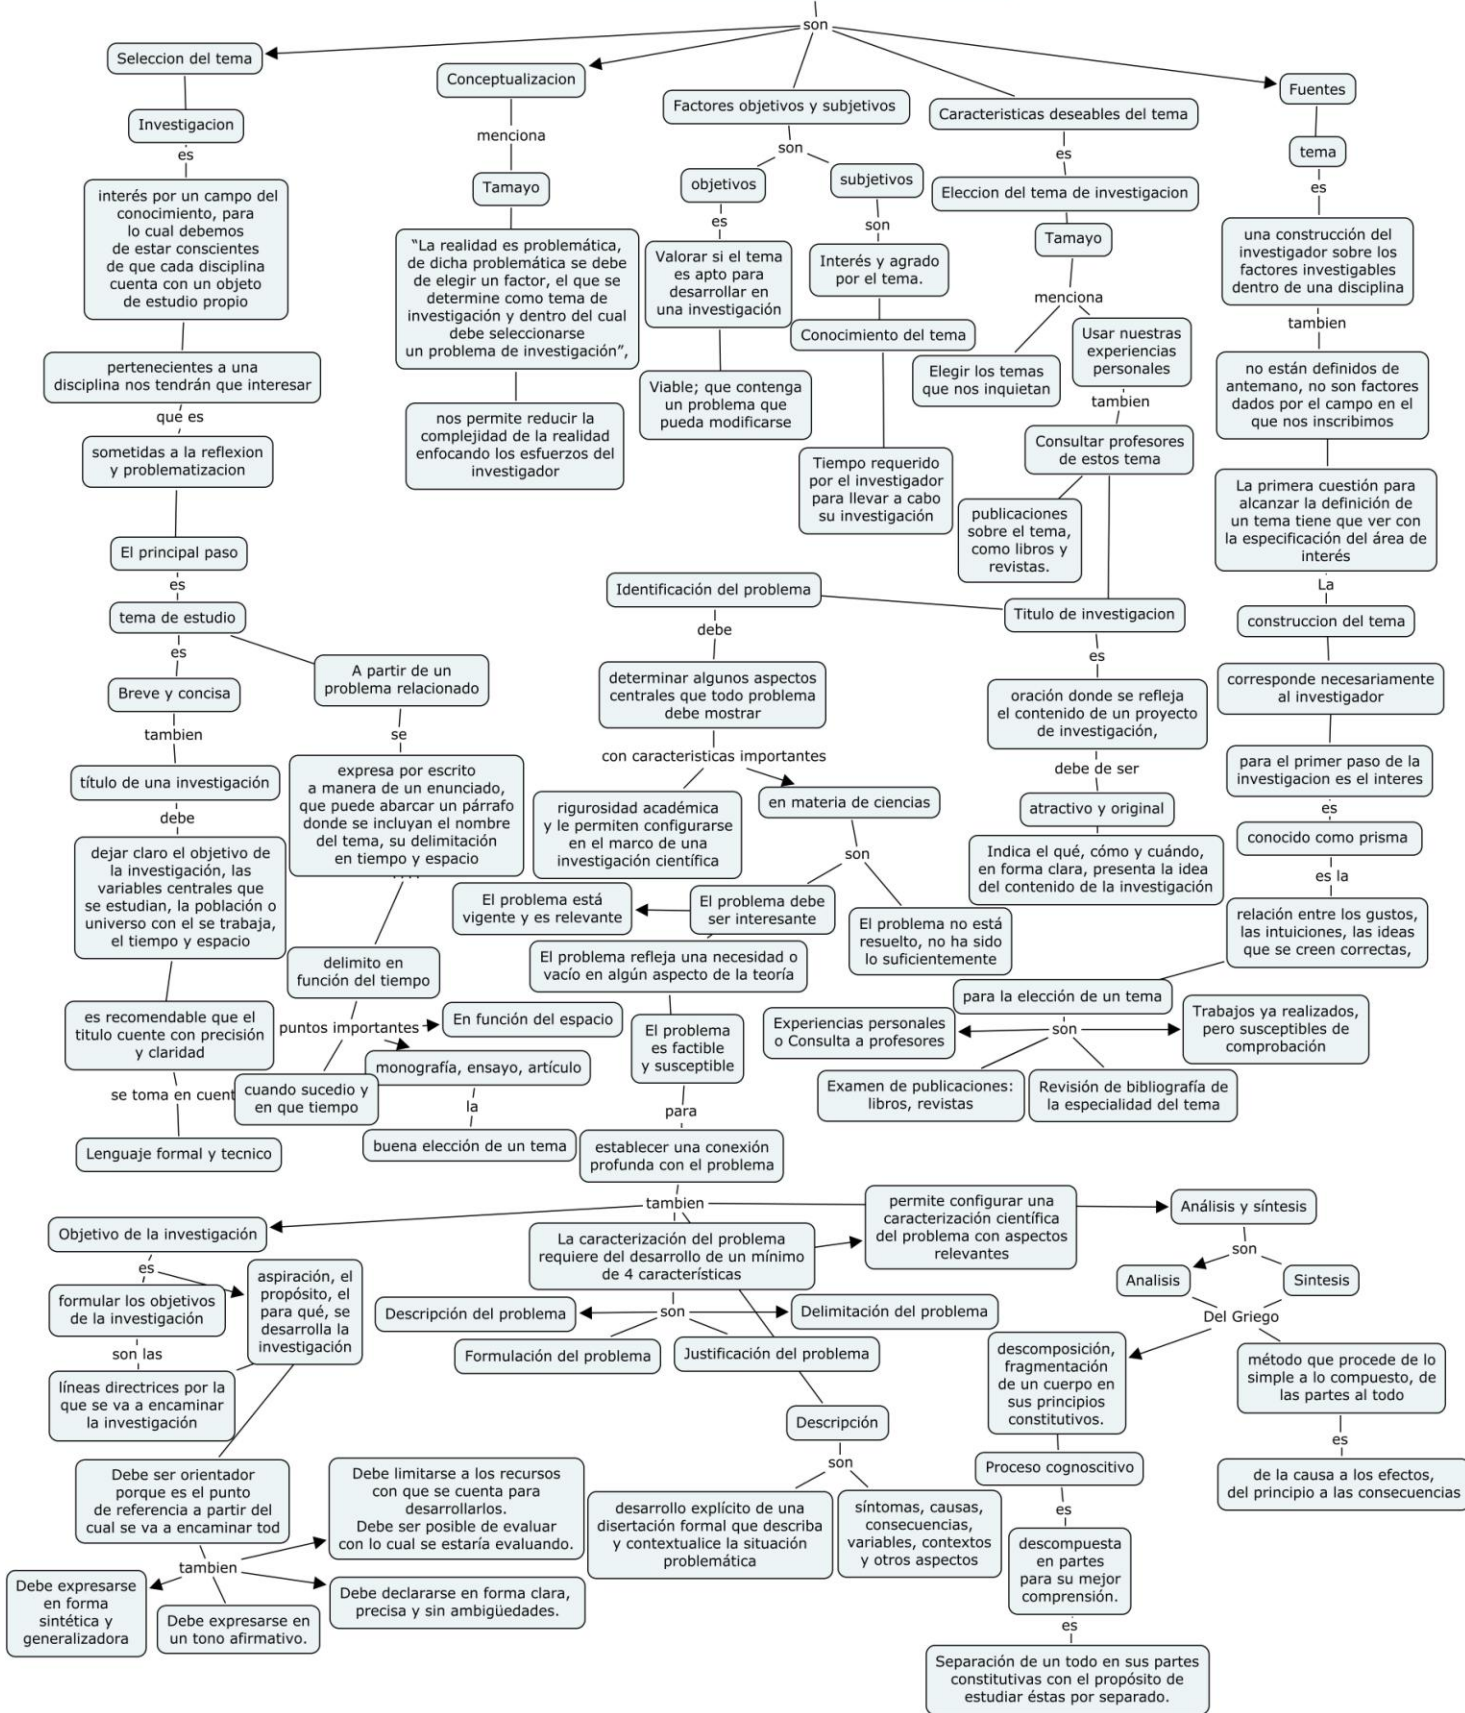 son
Seleccion del tema
Investigacion
es
interés por un campo del
conocimiento, para
lo cual debemos
de estar conscientes
de que cada disciplina
cuenta con un objeto
de estudio propio
pertenecientes a una
disciplina nos tendrán que interesar
que es
sometidas a la reflexion
y problematizacion
El principal paso
es
tema de estudio
es
Breve y concisa
tambien
título de una investigación
debe
dejar claro el objetivo de
la investigación, las
variables centrales que
se estudian, la población o
universo con el se trabaja,
el tiempo y espacio
es recomendable que el
titulo cuente con precisión
y claridad
se toma en cuent
Lenguaje formal y tecnico
A partir de un
problema relacionado
se
expresa por escrito
a manera de un enunciado,
que puede abarcar un párrafo
donde se incluyan el nombre
del tema, su delimitación
en tiempo y espacio
delimito en
función del tiempo
puntos importantes
En función del espacio
monografía, ensayo, artículo
cuando sucedio y
en que tiempo
la
buena elección de un tema
Conceptualizacion
menciona
Tamayo
“La realidad es problemática,
de dicha problemática se debe
de elegir un factor, el que se
determine como tema de
investigación y dentro del cual
debe seleccionarse
un problema de investigación”,
nos permite reducir la
complejidad de la realidad
enfocando los esfuerzos del
investigador
Factores objetivos y subjetivos
son
objetivos
es
Valorar si el tema
es apto para
desarrollar en
una investigación
Viable; que contenga
un problema que
pueda modificarse
subjetivos
son
Interés y agrado
por el tema.
Conocimiento del tema
Tiempo requerido
por el investigador
para llevar a cabo
su investigación
Caracteristicas deseables del tema
es
Eleccion del tema de investigacion
Tamayo
menciona
Elegir los temas
que nos inquietan
Usar nuestras
experiencias
personales
tambien
Consultar profesores
de estos tema
publicaciones
sobre el tema,
como libros y
revistas.
Titulo de investigacion
es
oración donde se refleja
el contenido de un proyecto
de investigación,
debe de ser
atractivo y original
Indica el qué, cómo y cuándo,
en forma clara, presenta la idea
del contenido de la investigación
Identificación del problema
debe
determinar algunos aspectos
centrales que todo problema
debe mostrar
con caracteristicas importantes
rigurosidad académica
y le permiten configurarse
en el marco de una
investigación científica
en materia de ciencias
son
El problema está
vigente y es relevante
El problema debe
ser interesante
El problema no está
resuelto, no ha sido
lo suficientemente
El problema refleja una necesidad o
vacío en algún aspecto de la teoría
El problema
es factible
y susceptible
para
establecer una conexión
profunda con el problema
tambien
Fuentes
tema
es
una construcción del
investigador sobre los
factores investigables
dentro de una disciplina
tambien
no están definidos de
antemano, no son factores
dados por el campo en el
que nos inscribimos
La primera cuestión para
alcanzar la definición de
un tema tiene que ver con
la especificación del área de
interés
La
construccion del tema
corresponde necesariamente
al investigador
para el primer paso de la
investigacion es el interes
es
conocido como prisma
es la
relación entre los gustos,
las intuiciones, las ideas
que se creen correctas,
para la elección de un tema
son
Experiencias personales
o Consulta a profesores
Trabajos ya realizados,
pero susceptibles de
comprobación
Examen de publicaciones:
libros, revistas
Revisión de bibliografía de
la especialidad del tema
Objetivo de la investigación
es
formular los objetivos
de la investigación
aspiración, el
propósito, el
para qué, se
desarrolla la
investigación
son las
líneas directrices por la
que se va a encaminar
la investigación
Debe ser orientador
porque es el punto
de referencia a partir del
cual se va a encaminar tod
tambien
Debe limitarse a los recursos
con que se cuenta para
desarrollarlos.
Debe ser posible de evaluar
con lo cual se estaría evaluando.
Debe expresarse
en forma
sintética y
generalizadora
Debe expresarse en
un tono afirmativo.
Debe declararse en forma clara,
precisa y sin ambigüedades.
La caracterización del problema
requiere del desarrollo de un mínimo
de 4 características
permite configurar una
caracterización científica
del problema con aspectos
relevantes
son
Descripción del problema
Delimitación del problema
Formulación del problema
Justificación del problema
Descripción
son
desarrollo explícito de una
disertación formal que describa
y contextualice la situación
problemática
síntomas, causas,
consecuencias,
variables, contextos
y otros aspectos
Análisis y síntesis
son
Analisis
Sintesis
Del Griego
descomposición,
fragmentación
de un cuerpo en
sus principios
constitutivos.
Proceso cognoscitivo
es
descompuesta
en partes
para su mejor
comprensión.
es
Separación de un todo en sus partes
constitutivas con el propósito de
estudiar éstas por separado.
método que procede de lo
simple a lo compuesto, de
las partes al todo
es
de la causa a los efectos,
del principio a las consecuencias